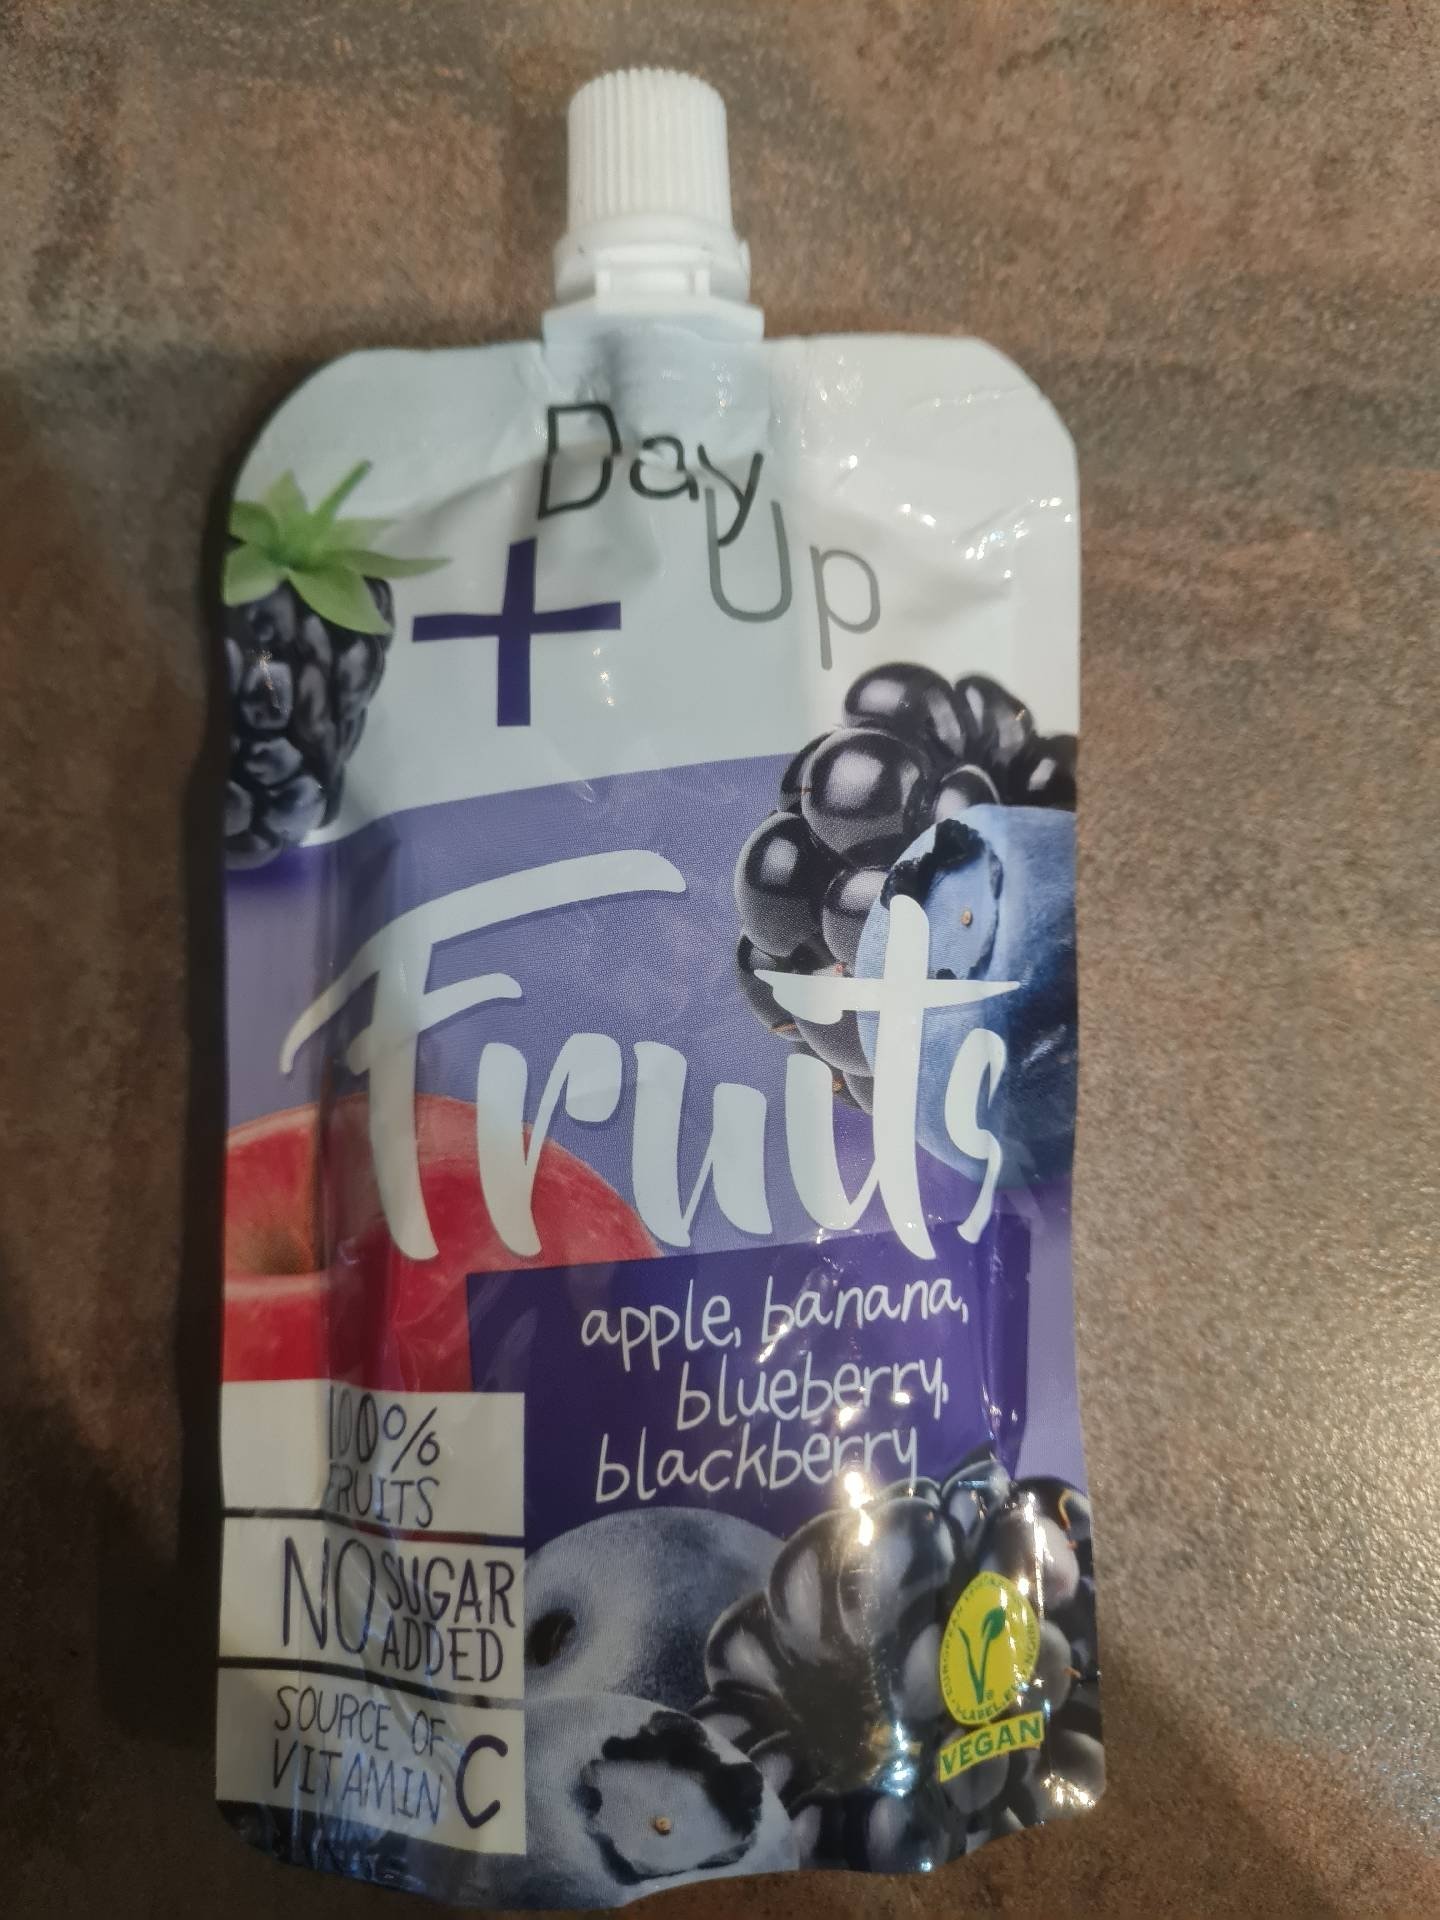 Day
Up
+
Fruits
apple, banana,
blueberry,
blackberry
100%
FRUITS
NO SUGAR
ADDED
SOURCE OF
VITAMIN C
VEGAN